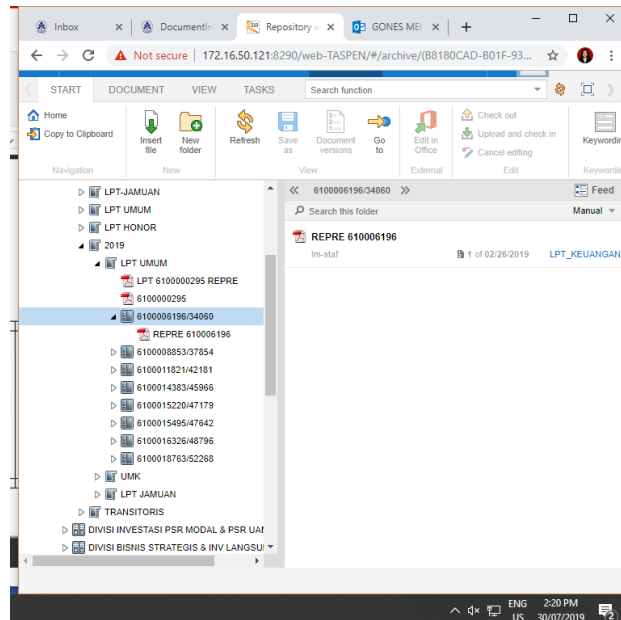 Inbox
DocumentIn
Repository -
GONES MEI
Not secure | 172.16.50.121:8290/web-TASPEN/#/archive/(B8180CAD-B01F-93...
START DOCUMENT VIEW TASKS Search function
Home
Copy to Clipboard
Insert file
New folder
Refresh
Save as
Document versions
Go to
Edit in Office
Check out
Upload and check in
Cancel editing
Keywordin
Navigation New View External Edit Keywordin
LPT-JAMUAN
LPT UMUM
LPT HONOR
2019
LPT UMUM
LPT 6100000295 REPRE
6100000295
6100006196/34060
REPRE 610006196
6100008853/37854
6100011821/42181
6100014383/45966
6100015220/47179
6100015495/47642
6100016326/48796
6100018763/52268
UMK
LPT JAMUAN
TRANSITORIS
DIVISI INVESTASI PSR MODAL & PSR UAN
DIVISI BISNIS STRATEGIS & INV LANGSU
6100006196/34060
Feed
Search this folder
Manual
REPRE 610006196
lm-staf
1 of 02/26/2019
LPT_KEUANGAN
ENG
US
2:20 PM
30/07/2019
2